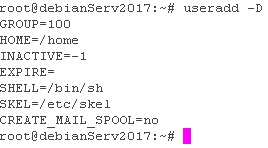 root@debianServ2017:~# useradd -D
GROUP=100
HOME=/home
INACTIVE=-1
EXPIRE=
SHELL=/bin/sh
SKEL=/etc/skel
CREATE_MAIL_SPOOL=no
root@debianServ2017:~#